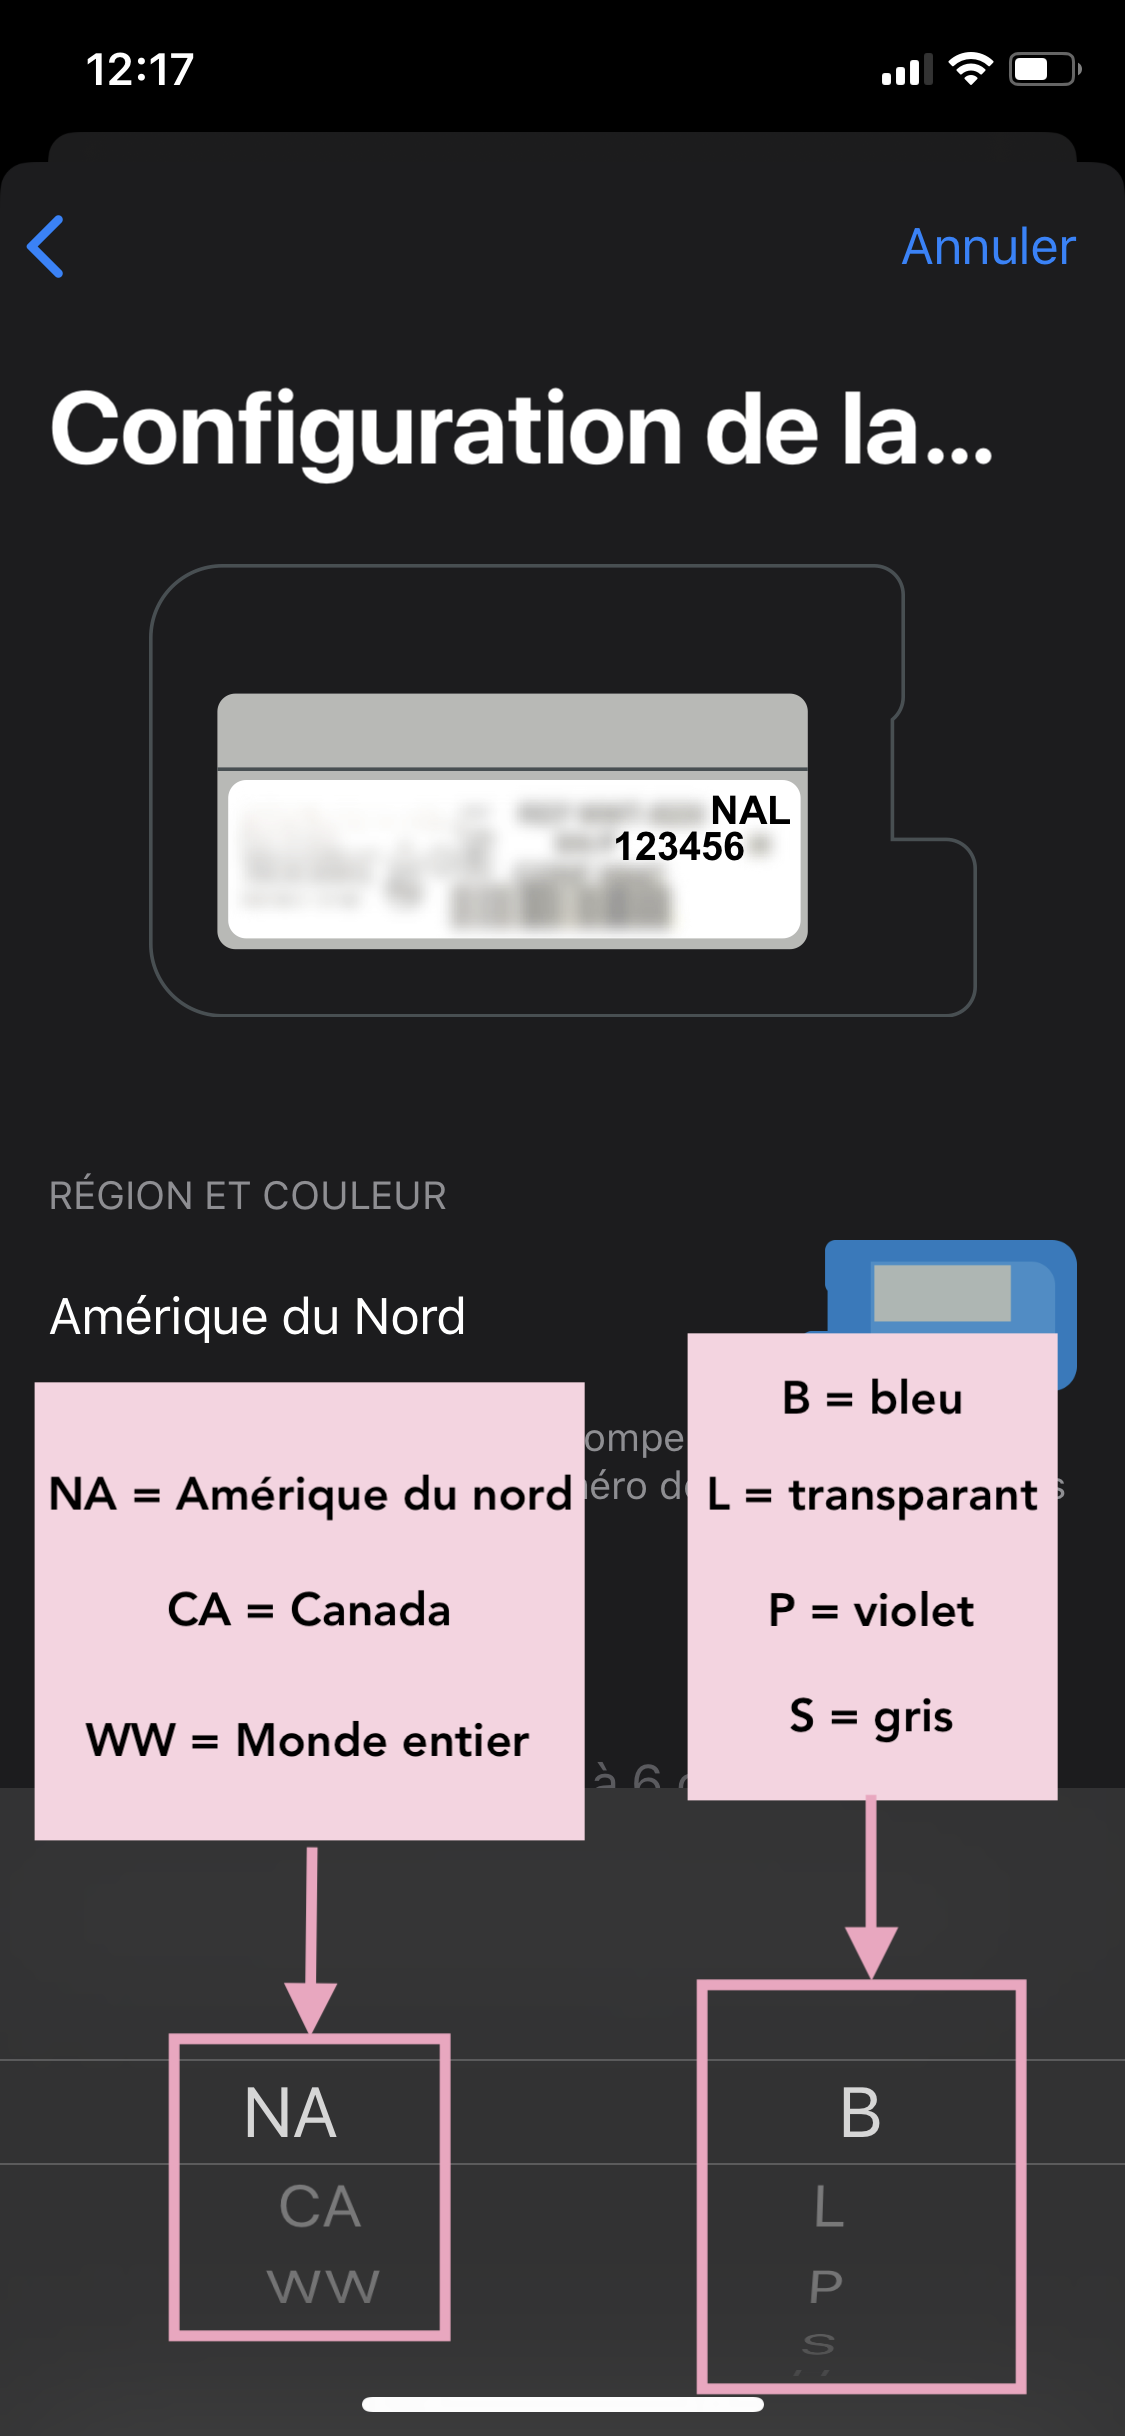 12:17
Annuler
Configuration de la...
NAL
123456
RÉGION ET COULEUR
Amérique du Nord
NA = Amérique du nord
CA = Canada
WW = Monde entier
B = bleu
L = transparant
P = violet
S = gris
à 6
NA
B
CA
L
WW
P
S